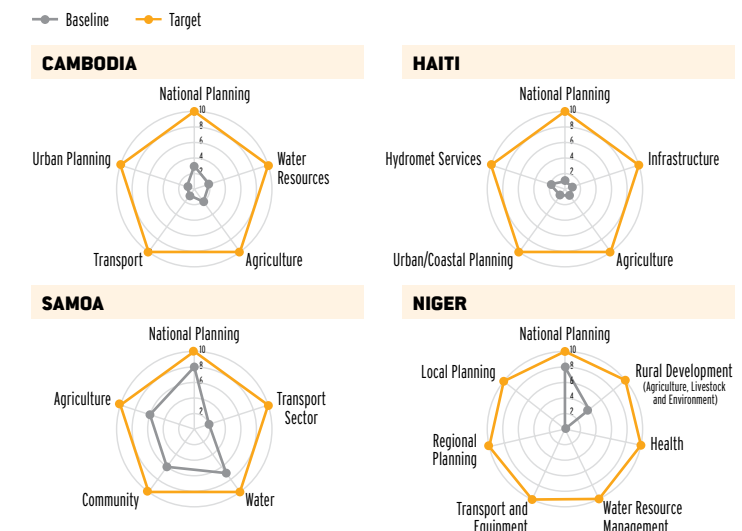 Baseline Target
CAMBODIA
National Planning
10
8
6
4
2
Urban Planning
Water
Resources
Transport
Agriculture
HAITI
National Planning
10
8
6
4
2
Hydromet Services
Infrastructure
Urban/Coastal Planning
Agriculture
SAMOA
National Planning
10
8
6
2
Agriculture
Transport
Sector
Community
Water
NIGER
National Planning
10
8
6
4
2
Local Planning
Rural Development
(Agriculture, Livestock
and Environment)
Regional
Planning
Health
Transport and
Equipment
Water Resource
Management